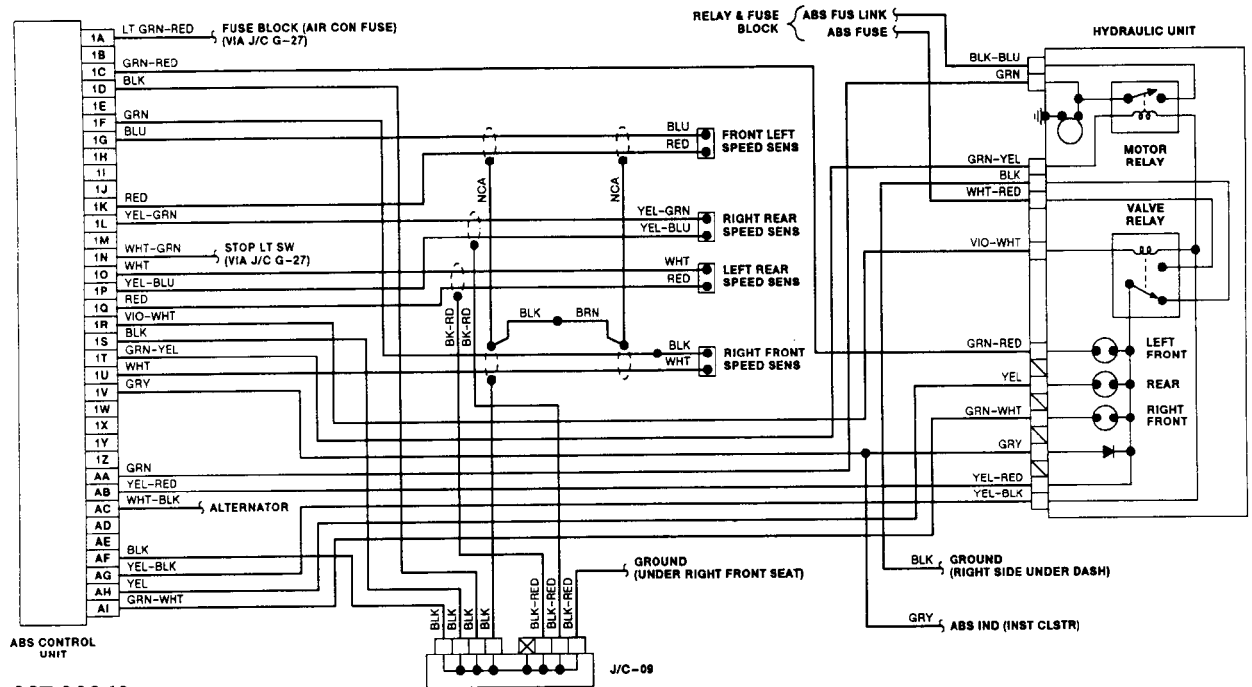 RELAY & FUSE BLOCK
ABS FUS LINK
ABS FUSE
HYDRAULIC UNIT
1A
LT GRN-RED
FUSE BLOCK (AIR CON FUSE)
(VIA J/C G-27)
1B
1C
GRN-RED
1D
BLK
1E
1F
GRN
1G
BLU
1H
1I
1J
1K
RED
1L
YEL-GRN
1M
1N
WHT-GRN
STOP LT SW
(VIA J/C G-27)
1O
WHT
1P
YEL-BLU
1Q
RED
1R
VIO-WHT
1S
BLK
1T
GRN-YEL
1U
WHT
1V
GRY
1W
1X
1Y
1Z
AA
GRN
AB
YEL-RED
AC
WHT-BLK
ALTERNATOR
AD
AE
AF
BLK
AG
YEL-BLK
AH
YEL
AI
GRN-WHT
ABS CONTROL
UNIT
BLU
RED
FRONT LEFT
SPEED SENS
NCA
NCA
YEL-GRN
YEL-BLU
RIGHT REAR
SPEED SENS
WHT
RED
LEFT REAR
SPEED SENS
BK-RD
BK-RD
BLK
BRN
BLK
WHT
RIGHT FRONT
SPEED SENS
BLK-BLU
GRN
MOTOR
RELAY
GRN-YEL
BLK
WHT-RED
VALVE
RELAY
VIO-WHT
GRN-RED
LEFT
FRONT
YEL
REAR
GRN-WHT
RIGHT
FRONT
GRY
YEL-RED
YEL-BLK
GROUND
(UNDER RIGHT FRONT SEAT)
BLK
GROUND
(RIGHT SIDE UNDER DASH)
GRY
ABS IND (INST CLSTR)
BLK
BLK
BLK
BLK
BLK-RED
BLK-RED
BLK-RED
J/C-09